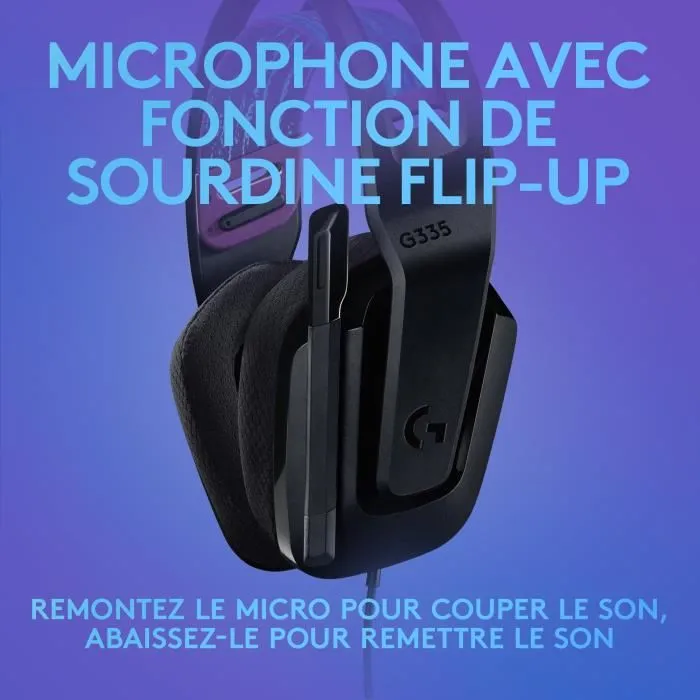 MICROPHONE AVEC
FONCTION DE
SOURDINE FLIP-UP
G335
G
REMONTEZ LE MICRO POUR COUPER LE SON,
ABAISSEZ-LE POUR REMETTRE LE SON